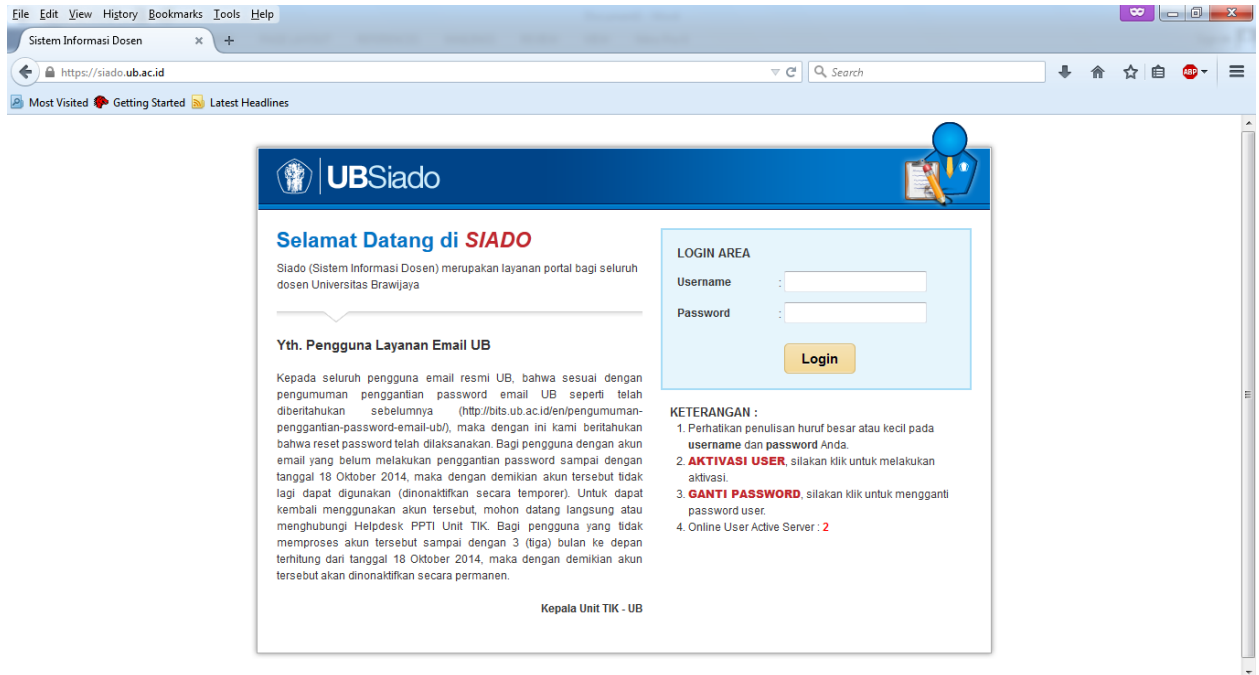 File Edit View History Bookmarks Tools Help
Sistem Informasi Dosen
https://siado.ub.ac.id
Search
ABP
Most Visited Getting Started Latest Headlines
UBSiado
Selamat Datang di SIADO
Siado (Sistem Informasi Dosen) merupakan layanan portal bagi seluruh
dosen Universitas Brawijaya
Yth. Pengguna Layanan Email UB
Kepada seluruh pengguna email resmi UB, bahwa sesuai dengan
pengumuman penggantian password email UB seperti telah
diberitahukan sebelumnya (http://bits.ub.ac.id/en/pengumuman-
penggantian-password-email-ub/), maka dengan ini kami beritahukan
bahwa reset password telah dilaksanakan. Bagi pengguna dengan akun
email yang belum melakukan penggantian password sampai dengan
tanggal 18 Oktober 2014, maka dengan demikian akun tersebut tidak
lagi dapat digunakan (dinonaktifkan secara temporer). Untuk dapat
kembali menggunakan akun tersebut, mohon datang langsung atau
menghubungi Helpdesk PPTI Unit TIK. Bagi pengguna yang tidak
memproses akun tersebut sampai dengan 3 (tiga) bulan ke depan
terhitung dari tanggal 18 Oktober 2014, maka dengan demikian akun
tersebut akan dinonaktifkan secara permanen.
Kepala Unit TIK - UB
LOGIN AREA
Username :
Password :
Login
KETERANGAN :
1. Perhatikan penulisan huruf besar atau kecil pada
username dan password Anda.
2. AKTIVASI USER, silakan klik untuk melakukan
aktivasi.
3. GANTI PASSWORD, silakan klik untuk mengganti
password user.
4. Online User Active Server : 2